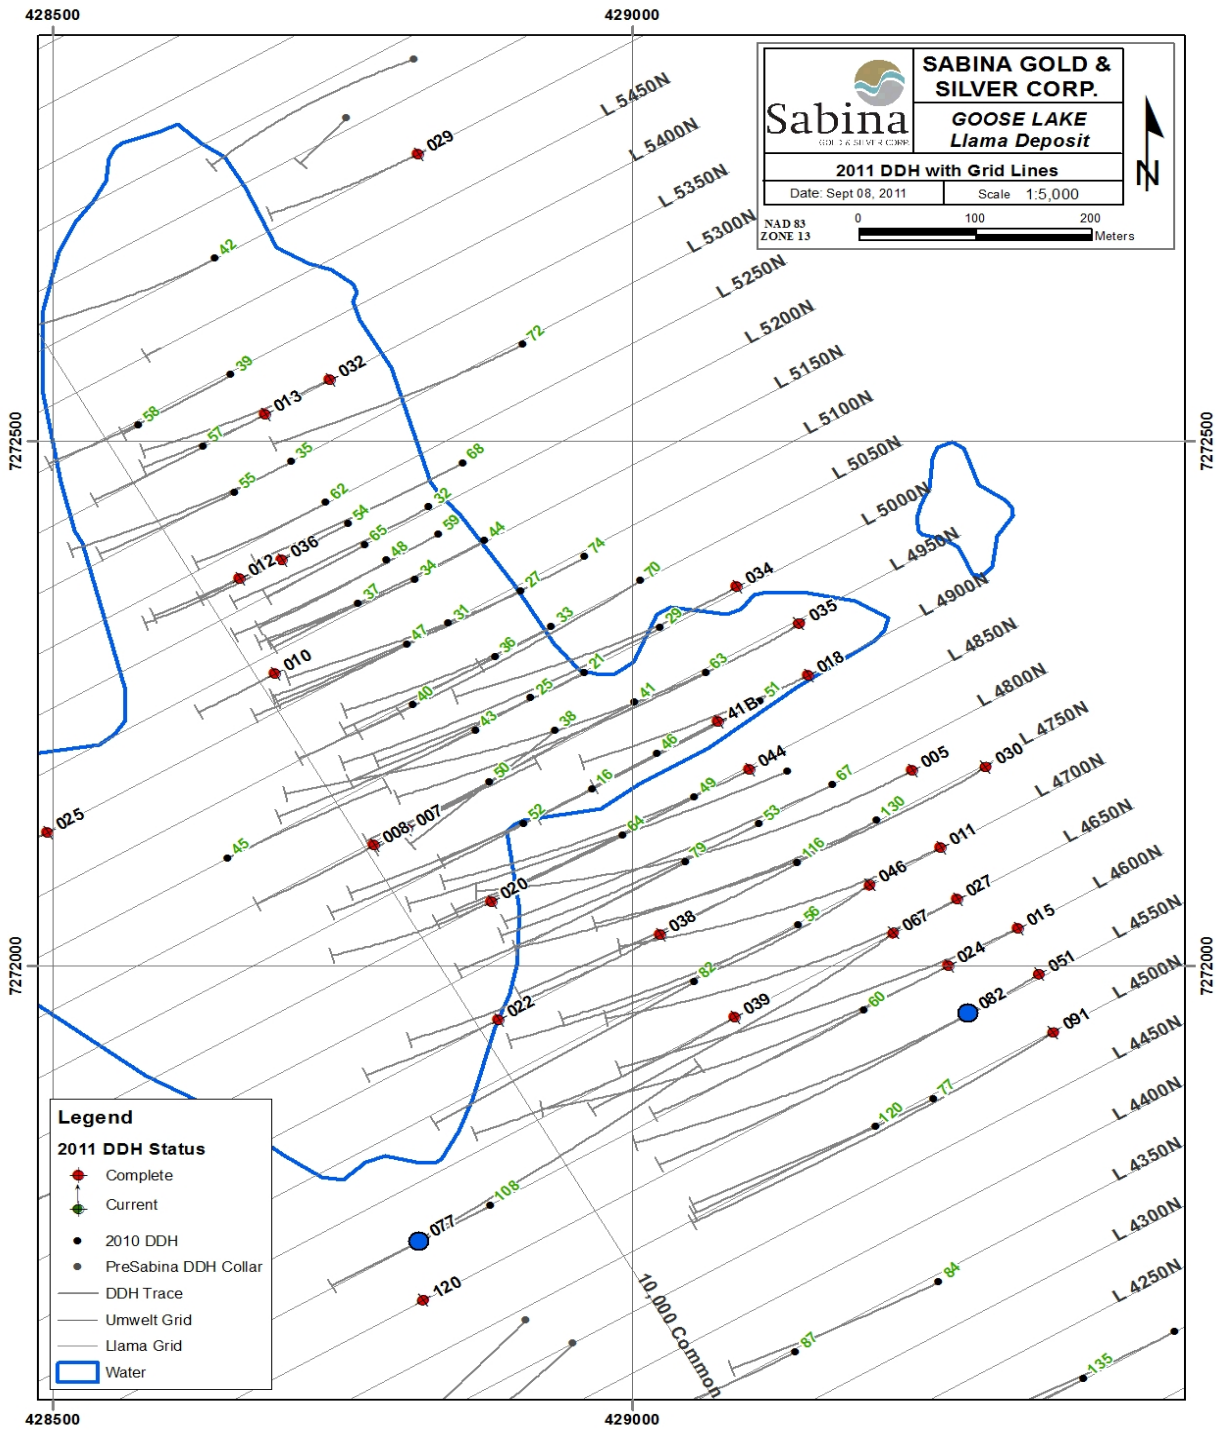 428500 429000
SABINA GOLD &
SILVER CORP.
GOOSE LAKE
Llama Deposit
Sabina
GOLD & SILVER CORP.
2011 DDH with Grid Lines
Date: Sept 08, 2011 Scale 1:5,000
NAD 83
ZONE 13
0 100 200
Meters
N
L 5450N
L 5400N
L 5350N
L 5300N
L 5250N
L 5200N
L 5150N
L 5100N
L 5050N
L 5000N
L 4950N
L 4900N
L 4850N
L 4800N
L 4750N
L 4700N
L 4650N
L 4600N
L 4550N
L 4500N
L 4450N
L 4400N
L 4350N
L 4300N
L 4250N
029
42
72
39
032
013
58
57
7272500
7272500
35
68
55
62
32
54
59
65
44
036
012
48
74
34
70
27
034
37
31
29
035
33
47
36
010
21
63
018
25
40
41
51
41B
43
38
46
044
50
16
67
005
030
49
025
008
007
52
53
130
64
45
79
116
011
020
046
027
56
038
067
015
024
82
051
7272000
7272000
022
039
60
082
091
77
120
108
077
120
84
87
135
10,000 Common
Legend
2011 DDH Status
Complete
Current
2010 DDH
PreSabina DDH Collar
DDH Trace
Umwelt Grid
Llama Grid
Water
428500 429000